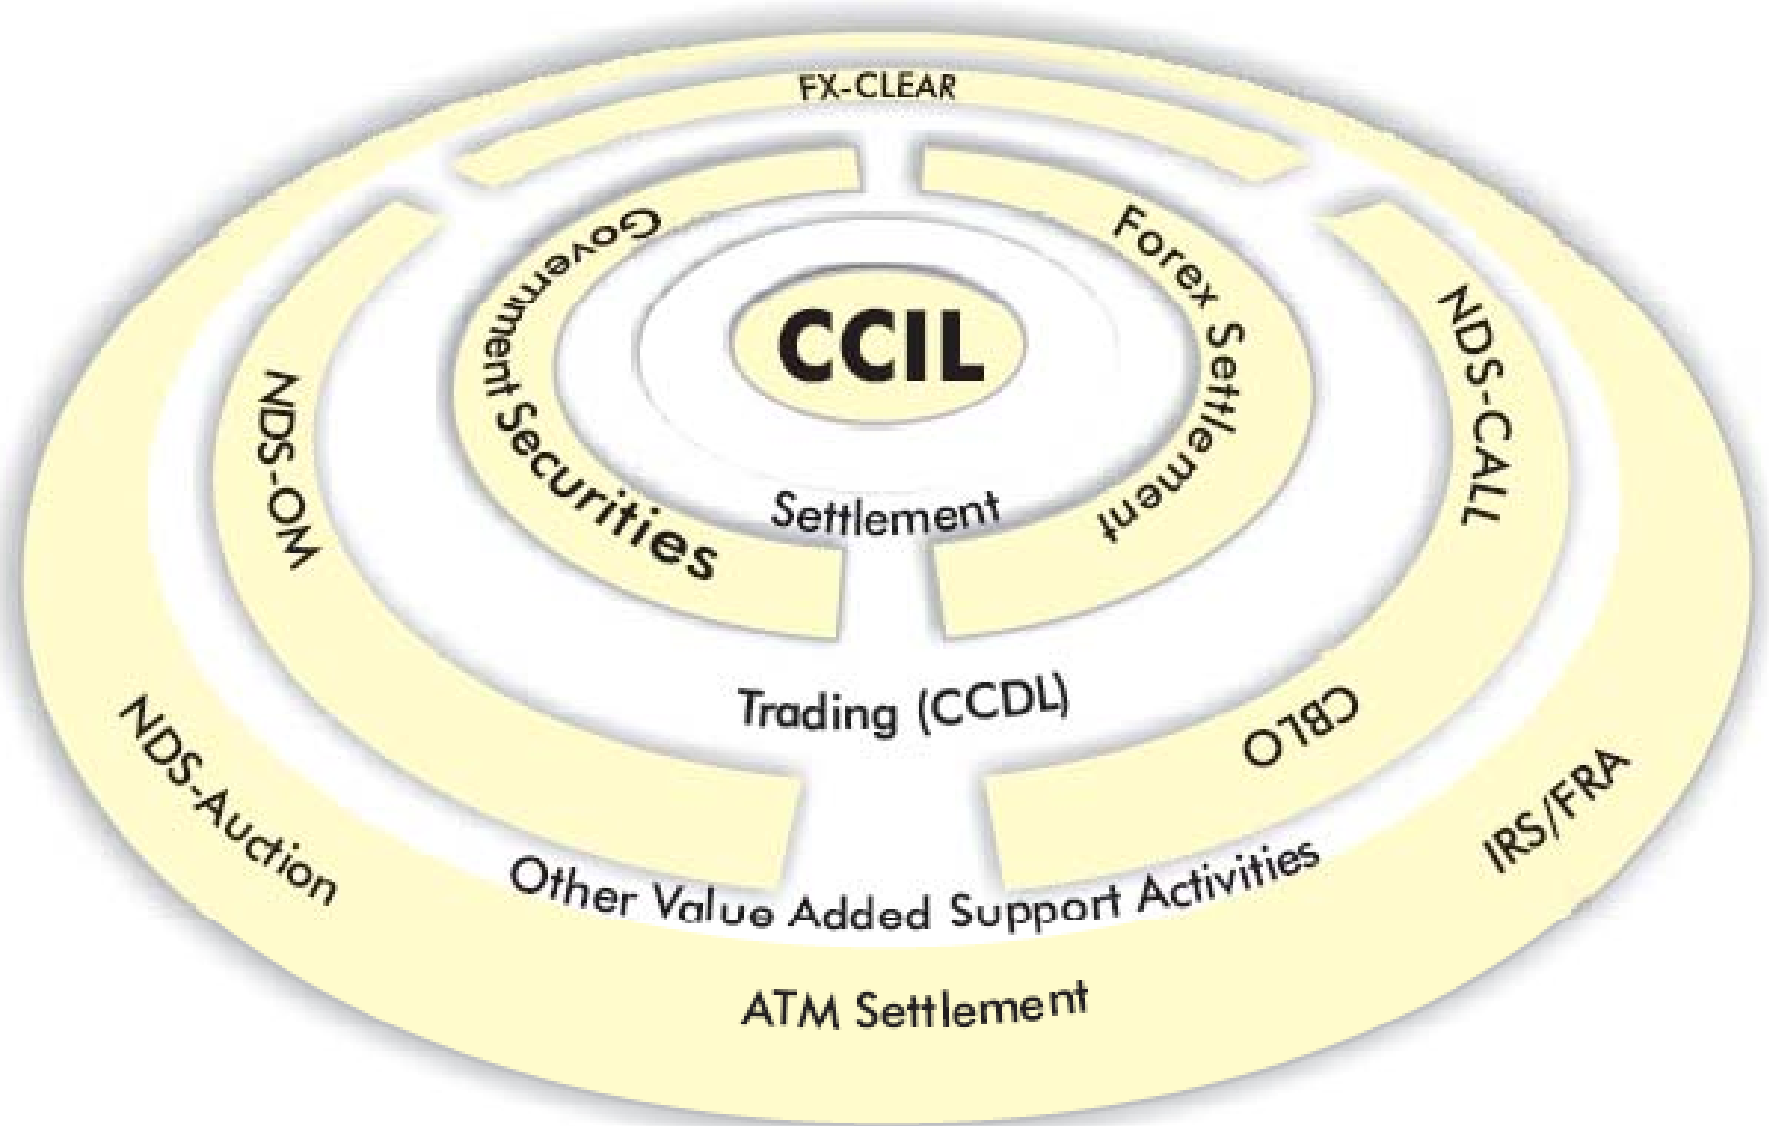 FX-CLEAR
Government Securities
Forex Settlement
CCIL
NDS-OM
NDS-CALL
Settlement
Trading (CCDL)
CBLO
NDS-Auction
IRS/FRA
Other Value Added Support Activities
ATM Settlement